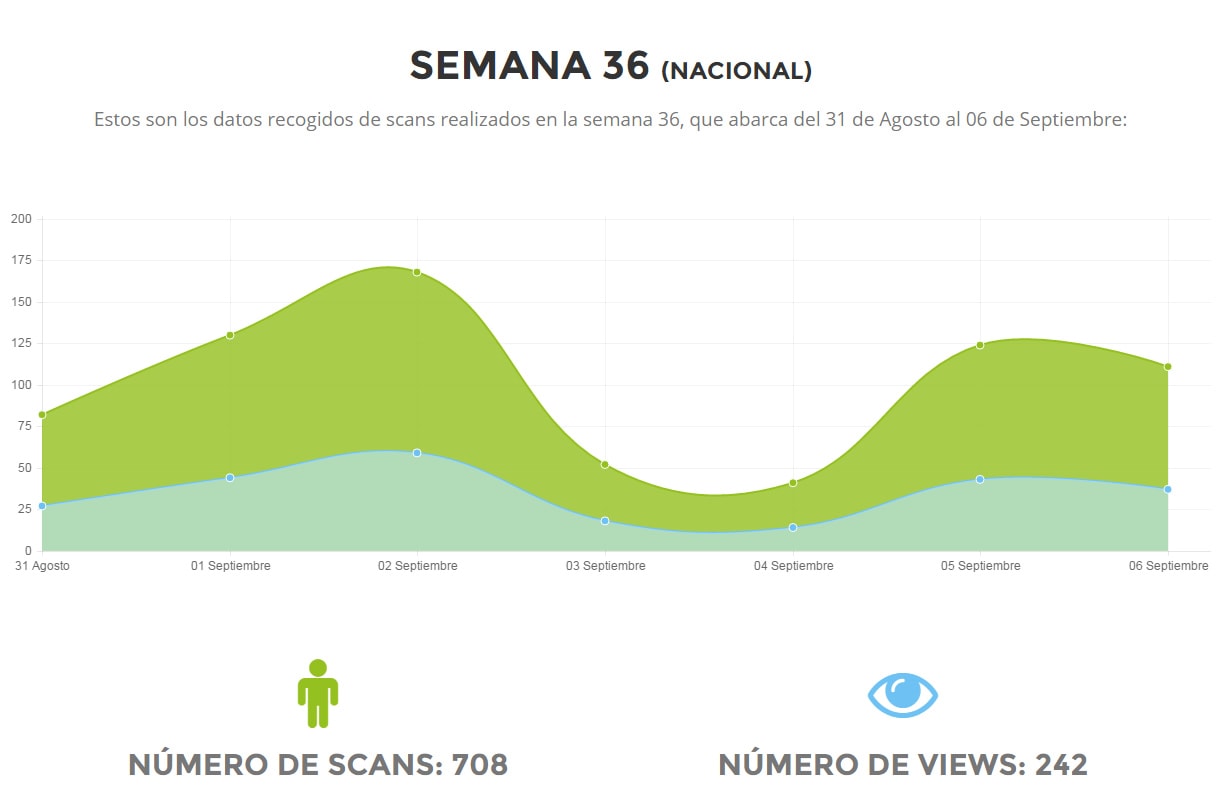 SEMANA 36 (NACIONAL)
Estos son los datos recogidos de scans realizados en la semana 36, que abarca del 31 de Agosto al 06 de Septiembre:
200
175
150
125
100
75
50
25
0
31 Agosto 01 Septiembre 02 Septiembre 03 Septiembre 04 Septiembre 05 Septiembre 06 Septiembre
NÚMERO DE SCANS: 708 NÚMERO DE VIEWS: 242